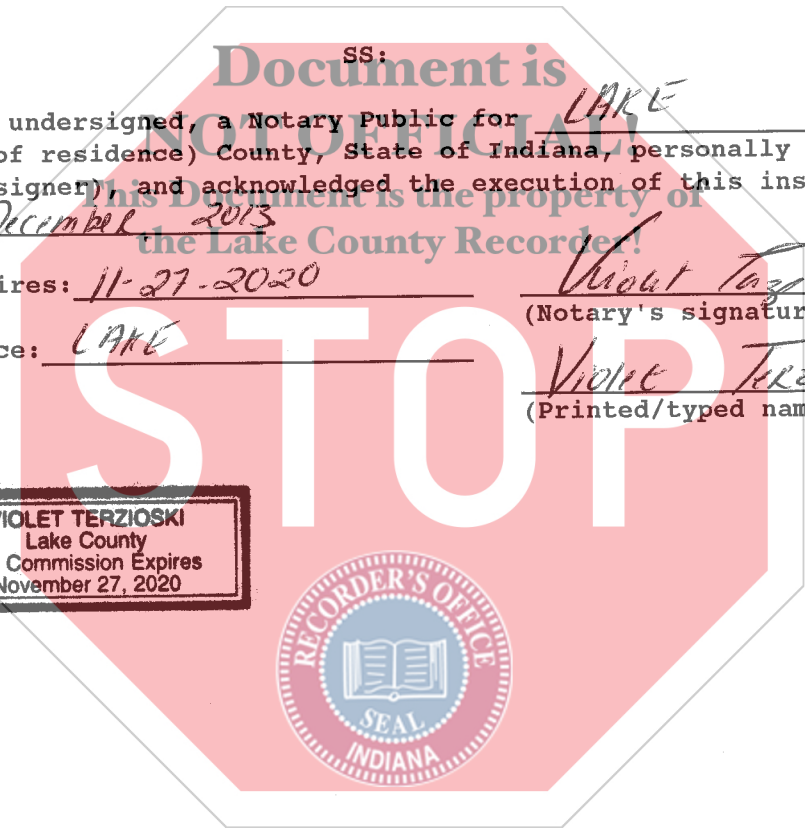 SS:
Document is
undersigned, a Notary Public for LAKE
NOT OFFICIAL!
of residence) County, State of Indiana, personally
signer), and acknowledged the execution of this ins
This Document is the property of
December 2013
the Lake County Recorder!
ires: 11-27-2020
Violet
(Notary's signatur
ce: LAKE
Violet Terz
(Printed/typed nam
STOP
VIOLET TERZIOSKI
Lake County
Commission Expires
November 27, 2020
RECORDER'S OFFICE
SEAL
INDIANA